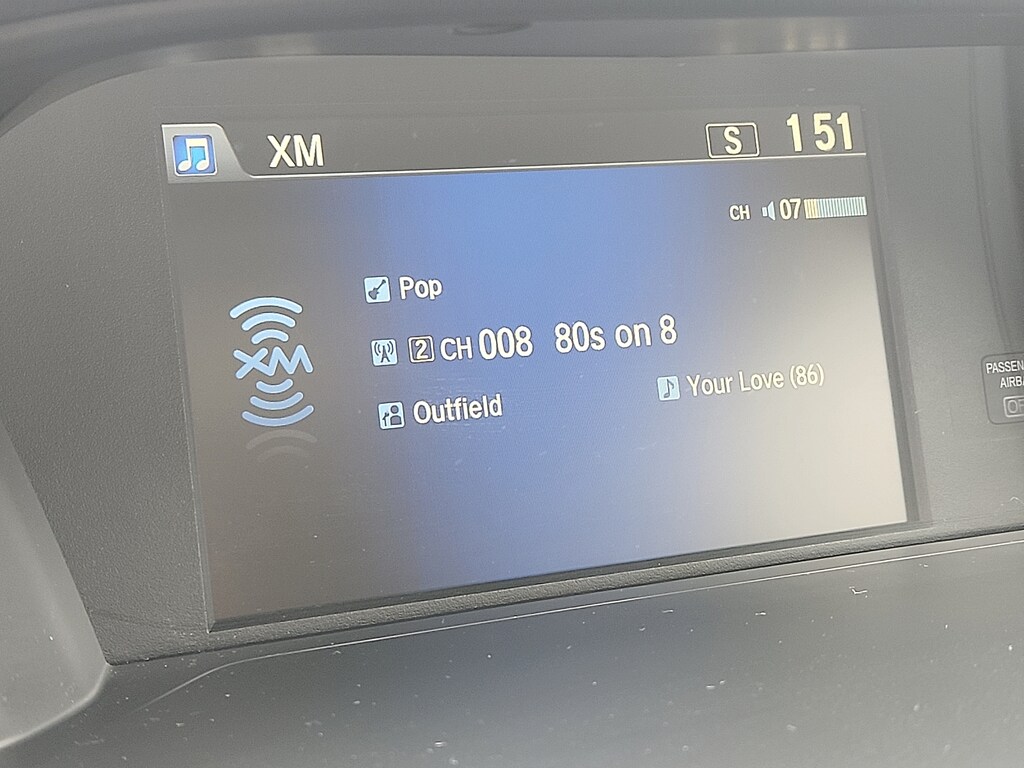 XM S 151
CH 07
Pop
XM
2 CH 008 80s on 8
Outfield Your Love (86)